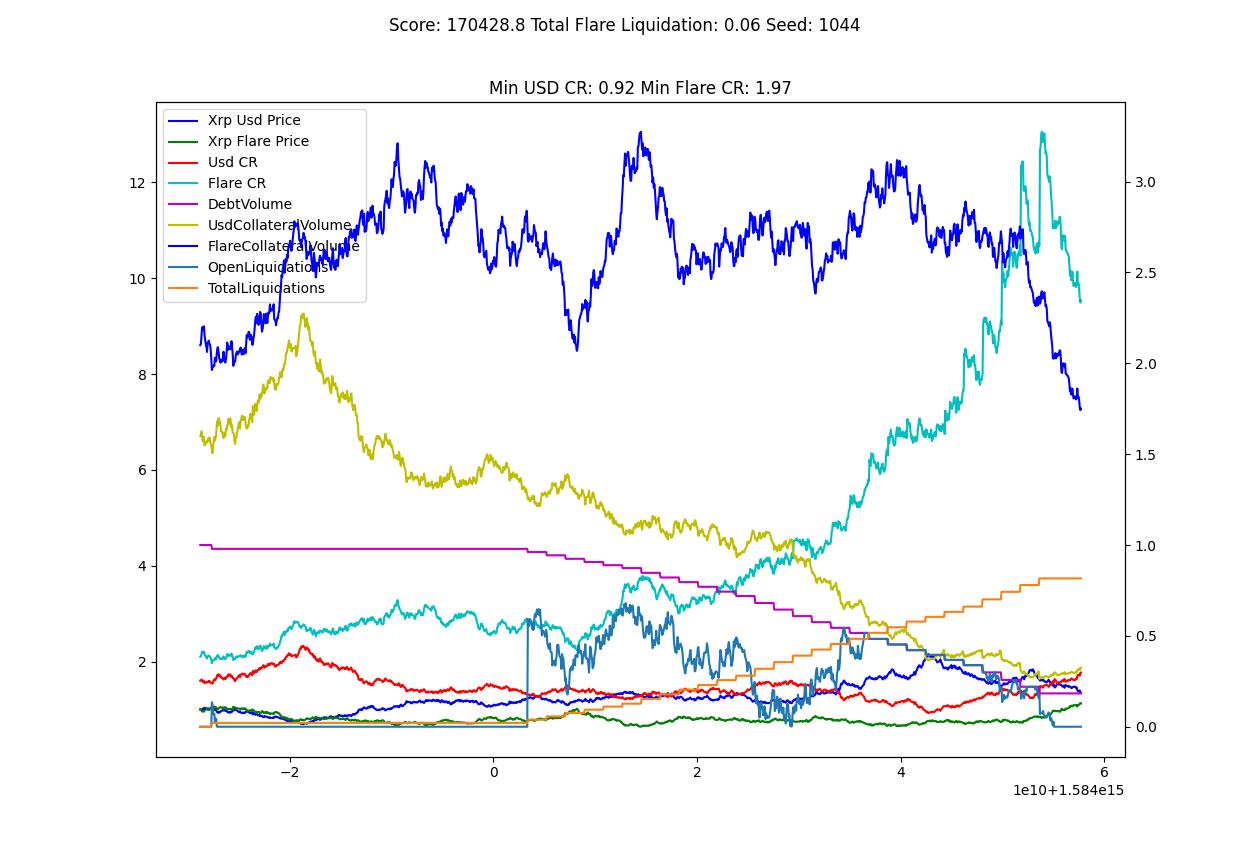 Score: 170428.8 Total Flare Liquidation: 0.06 Seed: 1044
Min USD CR: 0.92 Min Flare CR: 1.97
Xrp Usd Price
Xrp Flare Price
Usd CR
Flare CR
DebtVolume
UsdCollateralVolume
FlareCollateralVolume
OpenLiquidations
TotalLiquidations
12
10
8
6
4
2
3.0
2.5
2.0
1.5
1.0
0.5
0.0
−2 0 2 4 6
1e10+1.584e15